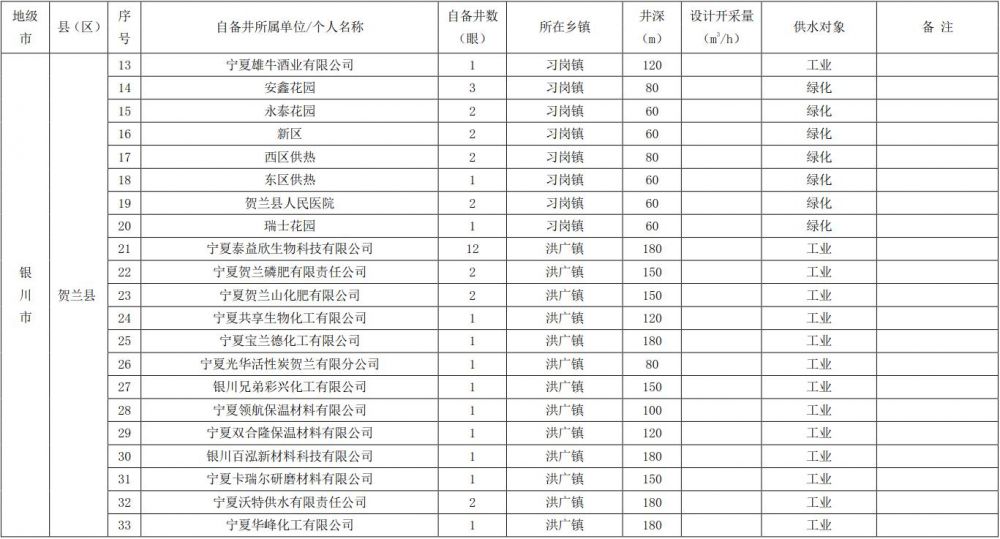 地级市 县（区） 序号 自备井所属单位/个人名称 自备井数（眼） 所在乡镇 井深（m） 设计开采量（m³/h） 供水对象 备 注
银川市 贺兰县
13 宁夏雄牛酒业有限公司 1 习岗镇 120 工业
14 安鑫花园 3 习岗镇 80 绿化
15 永泰花园 2 习岗镇 60 绿化
16 新区 2 习岗镇 60 绿化
17 西区供热 2 习岗镇 80 绿化
18 东区供热 1 习岗镇 60 绿化
19 贺兰县人民医院 2 习岗镇 60 绿化
20 瑞士花园 1 习岗镇 60 绿化
21 宁夏泰益欣生物科技有限公司 12 洪广镇 180 工业
22 宁夏贺兰磷肥有限责任公司 2 洪广镇 150 工业
23 宁夏贺兰山化肥有限公司 2 洪广镇 150 工业
24 宁夏共享生物化工有限公司 1 洪广镇 120 工业
25 宁夏宝兰德化工有限公司 1 洪广镇 180 工业
26 宁夏光华活性炭贺兰有限分公司 1 洪广镇 80 工业
27 银川兄弟彩兴化工有限公司 1 洪广镇 150 工业
28 宁夏领航保温材料有限公司 1 洪广镇 100 工业
29 宁夏双合隆保温材料有限公司 1 洪广镇 120 工业
30 银川百泓新材料科技有限公司 1 洪广镇 180 工业
31 宁夏卡瑞尔研磨材料有限公司 1 洪广镇 150 工业
32 宁夏沃特供水有限责任公司 2 洪广镇 180 工业
33 宁夏华峰化工有限公司 1 洪广镇 180 工业